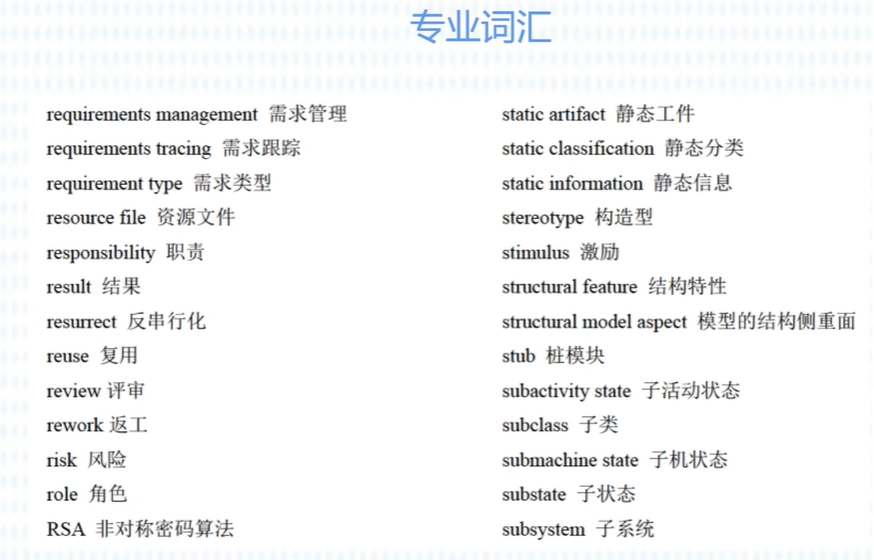 专业词汇
requirements management 需求管理
requirements tracing 需求跟踪
requirement type 需求类型
resource file 资源文件
responsibility 职责
result 结果
resurrect 反串行化
reuse 复用
review 评审
rework 返工
risk 风险
role 角色
RSA 非对称密码算法
static artifact 静态工件
static classification 静态分类
static information 静态信息
stereotype 构造型
stimulus 激励
structural feature 结构特性
structural model aspect 模型的结构侧重面
stub 桩模块
subactivity state 子活动状态
subclass 子类
submachine state 子机状态
substate 子状态
subsystem 子系统